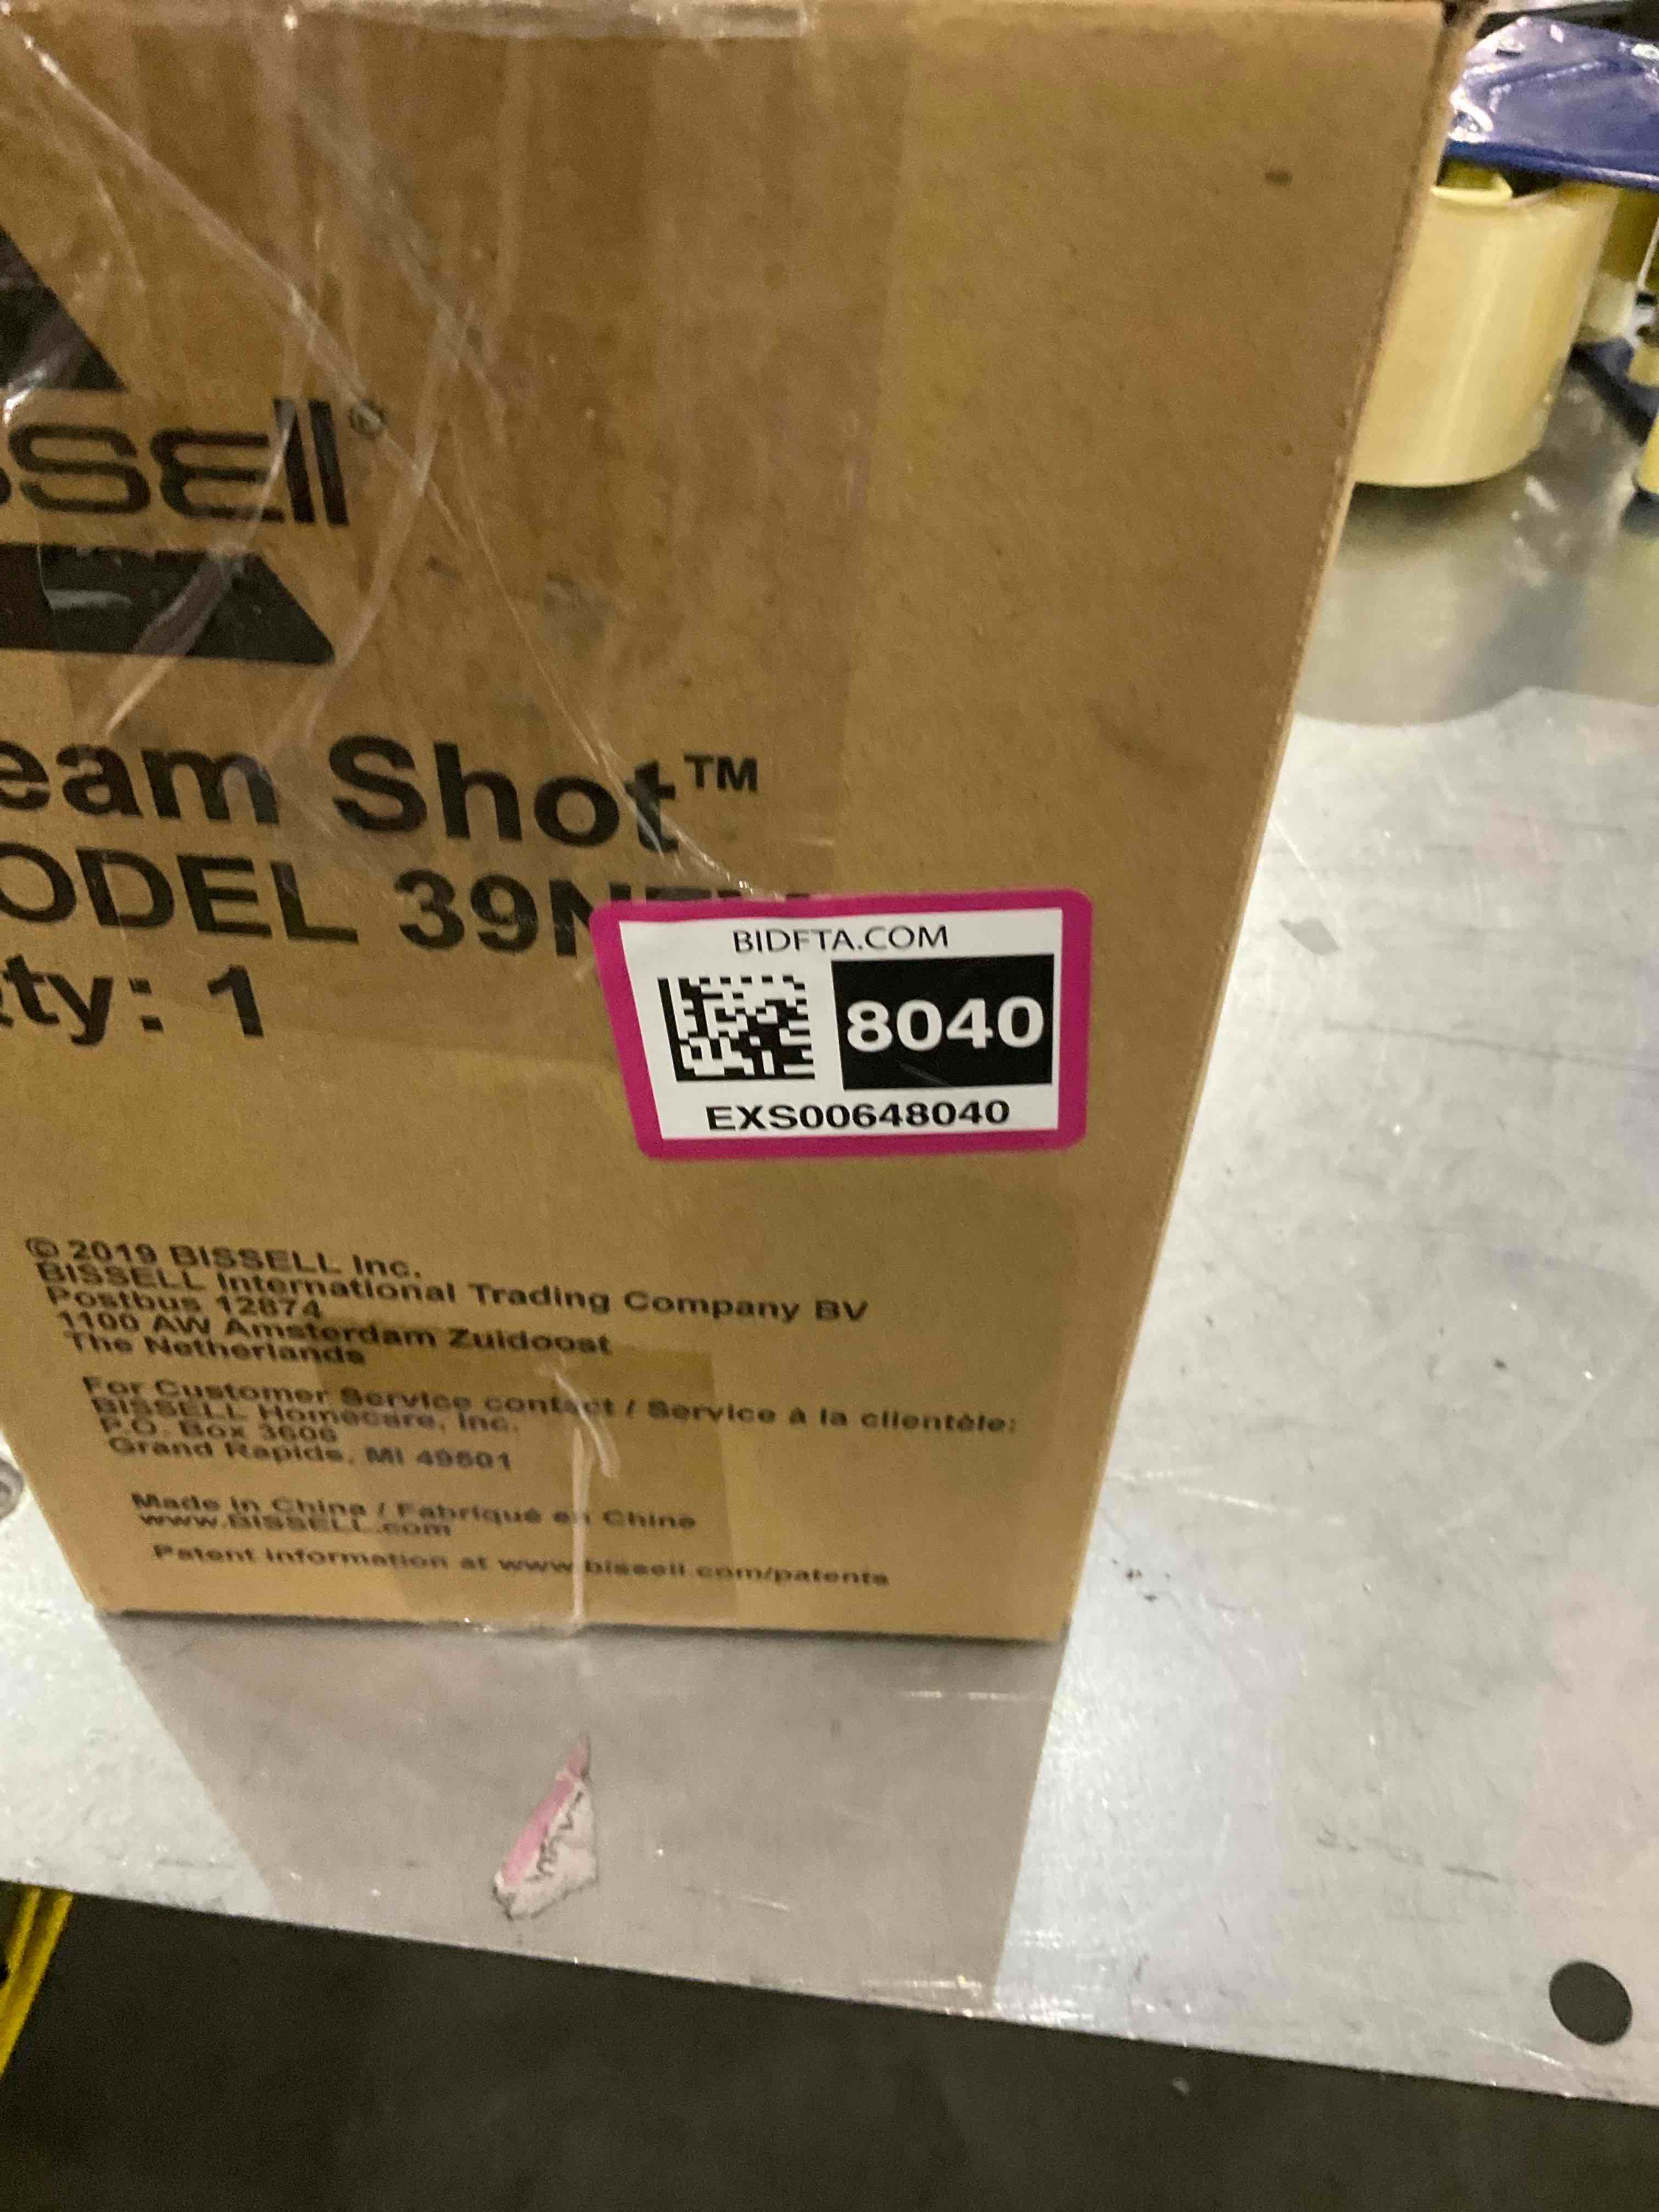 ssell®
eam Shot™
ODEL 39N
ty: 1
BIDFTA.COM
8040
EXS00648040
© 2019 BISSELL Inc.
BISSELL International Trading Company BV
Postbus 12874
1100 AW Amsterdam Zuidoost
The Netherlands
For Customer Service contact / Service à la clientèle:
BISSELL Homecare, Inc.
P.O. Box 3606
Grand Rapids, MI 49501
Made in China / Fabriqué en Chine
www.BISSELL.com
Patent information at www.bissell.com/patents